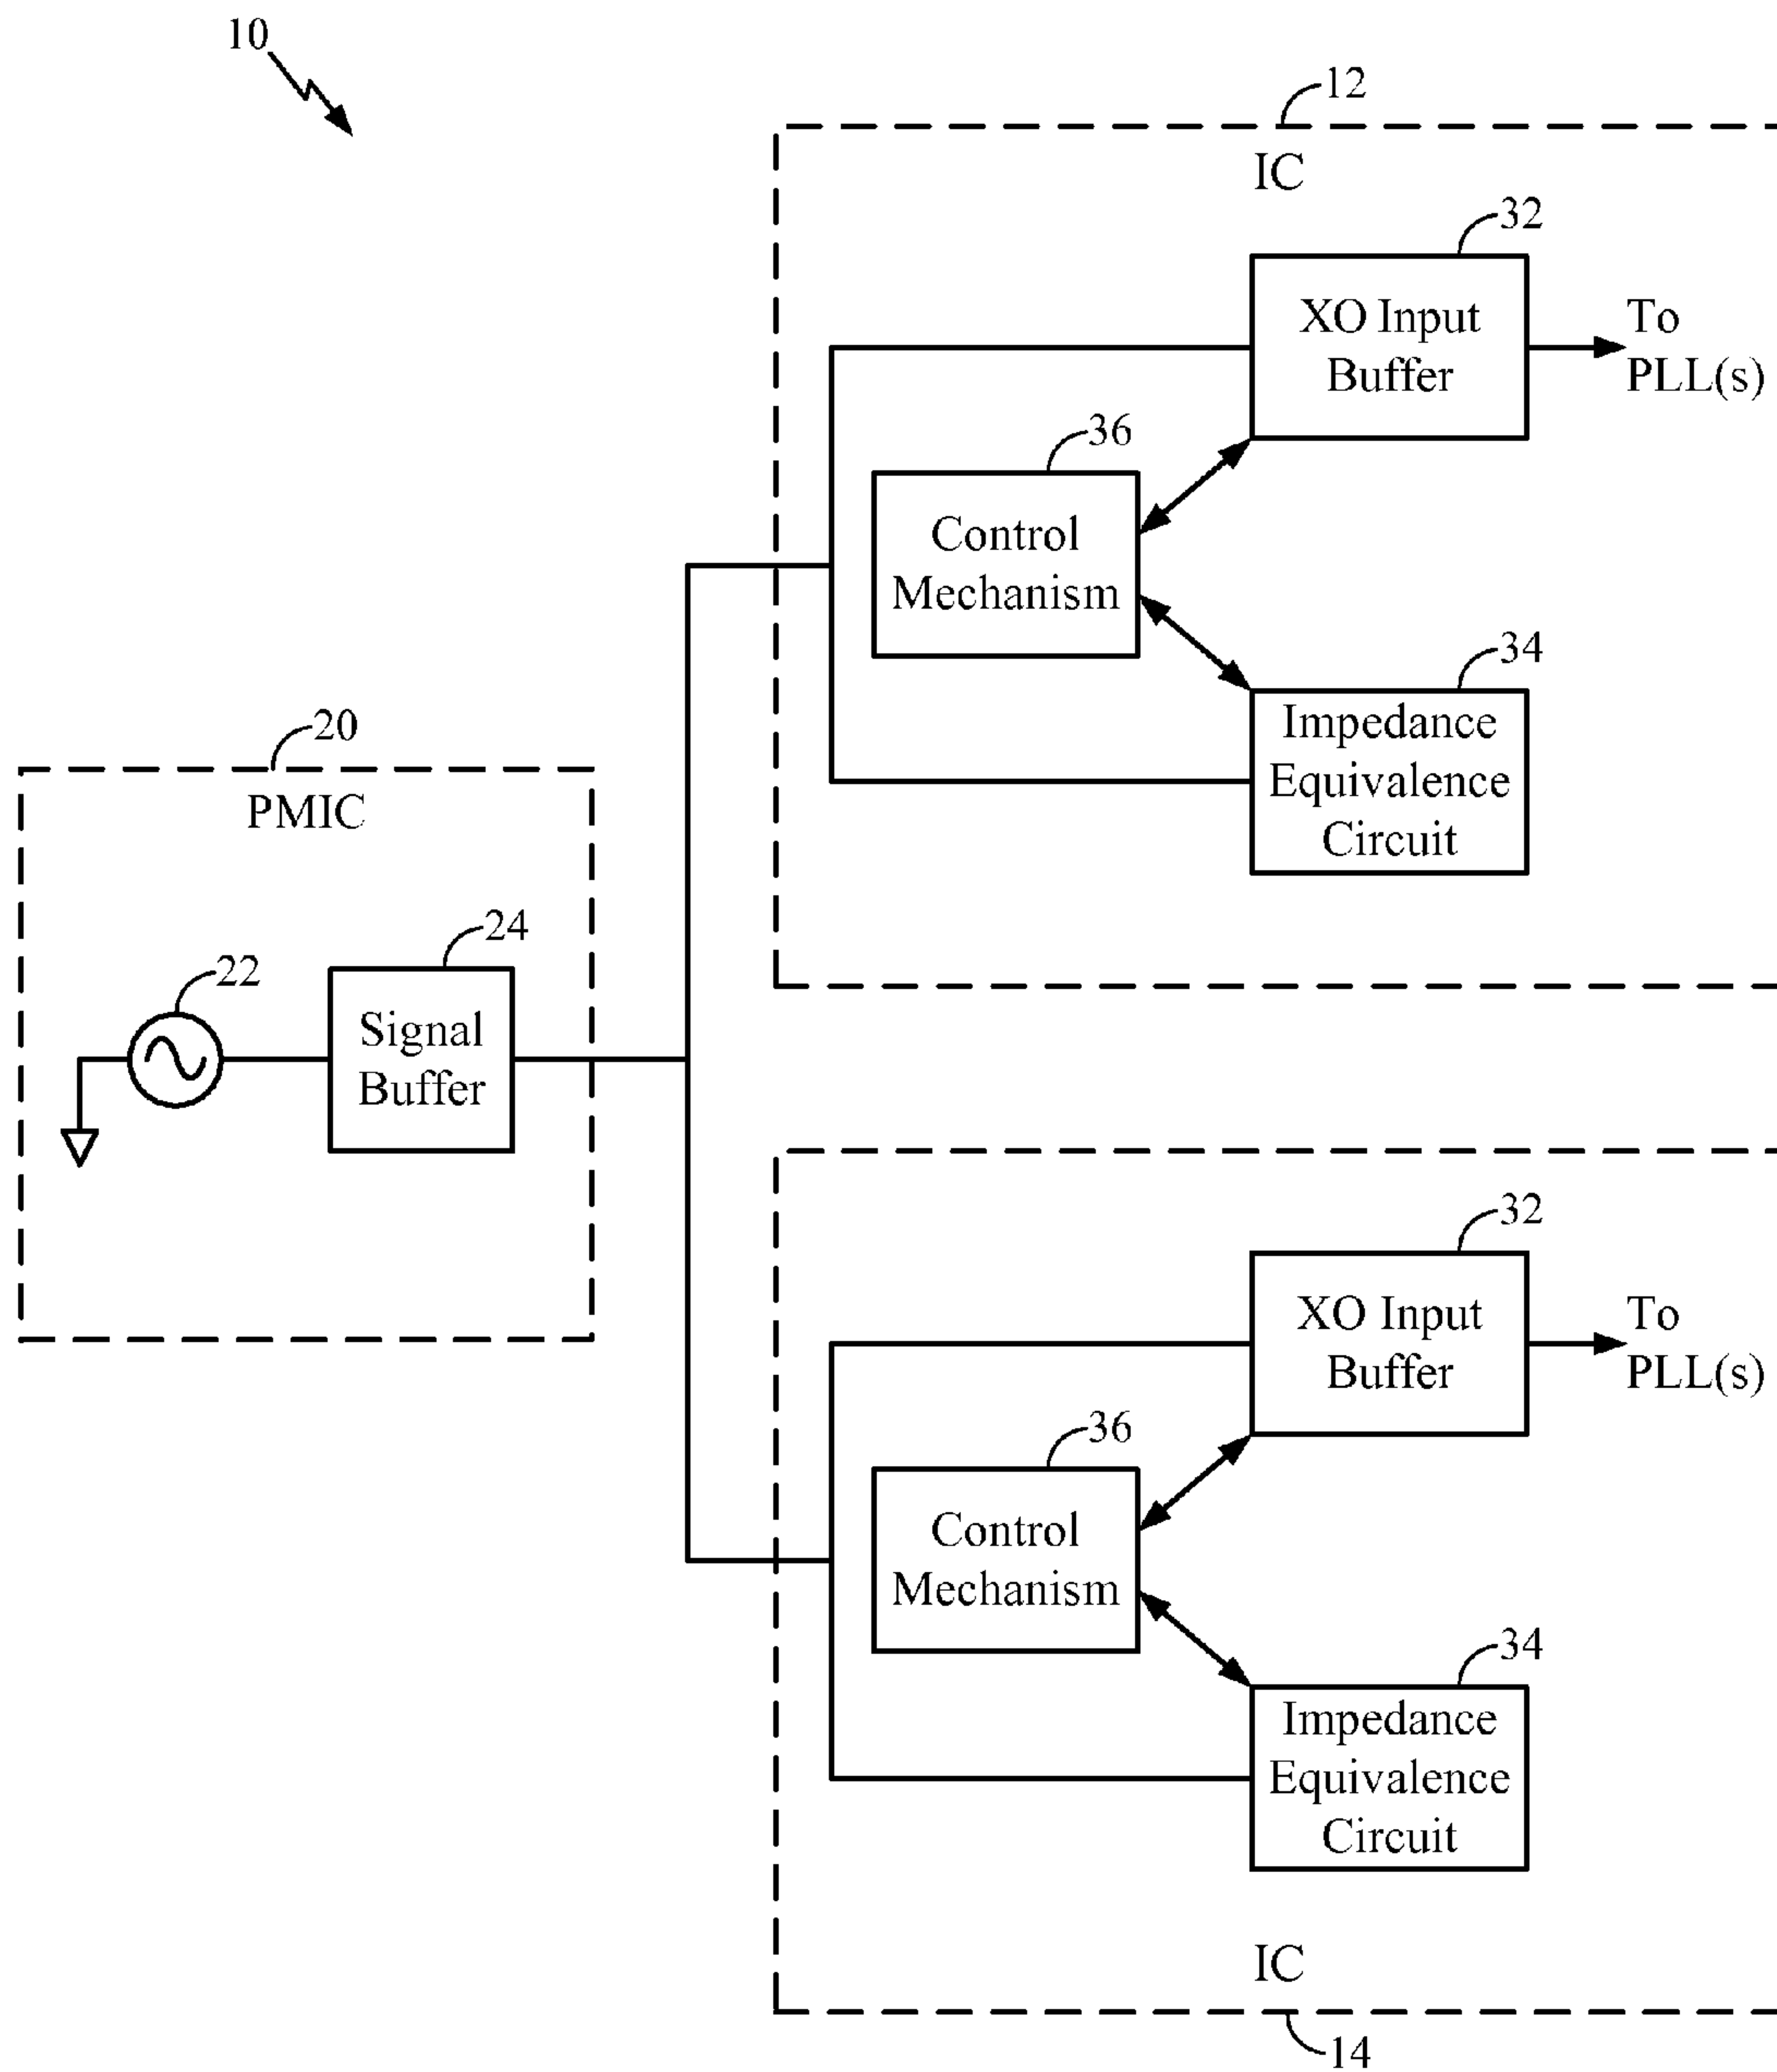 10
12
IC
32
XO Input
Buffer
To
PLL(s)
36
Control
Mechanism
34
Impedance
Equivalence
Circuit
20
PMIC
22
24
Signal
Buffer
32
XO Input
Buffer
To
PLL(s)
36
Control
Mechanism
34
Impedance
Equivalence
Circuit
IC
14